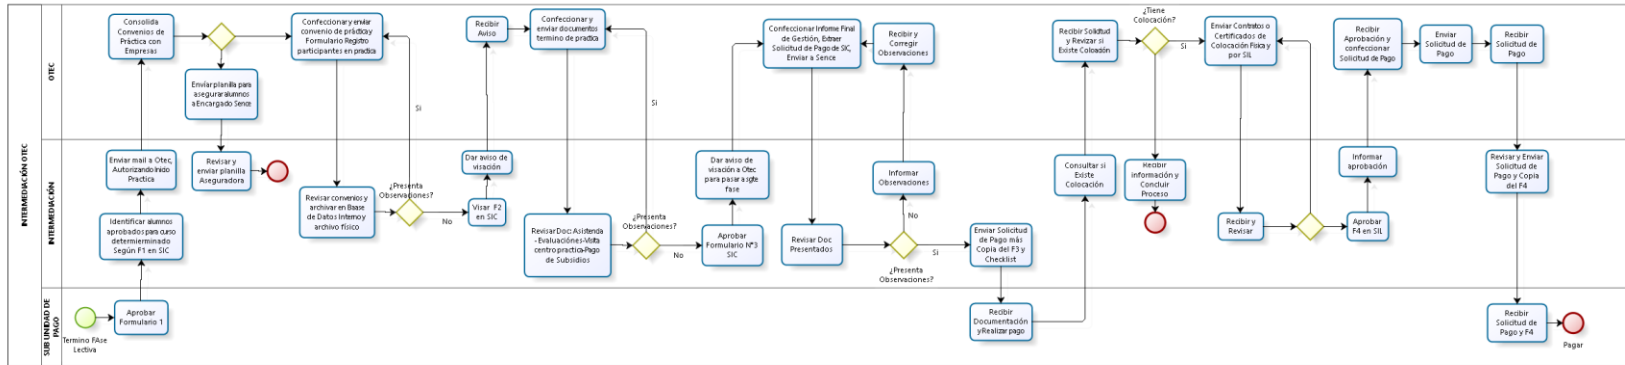 INTERMEDIACIÓN OTEC
OTEC
INTERMEDIACIÓN
SUB UNIDAD DE
PAGO
Consolida
Convenios de
Práctica con
Empresas
Envíar planilla para
asegurar alumnos
a Encargado Sence
Confeccionar y enviar
convenio de práctica y
Formulario Registro
participantes en practica
Si
Recibir
Aviso
Confeccionar y
enviar documentos
termino de practica
Si
Confeccionar Informe Final
de Gestión, Extraer
Solicitud de Pago de SIC,
Enviar a Sence
Recibir y
Corregir
Observaciones
Recibir Solicitud
y Revizar si
Existe Coloación
¿Tiene
Colocación?
Si
Enviar Contratos o
Certificados de
Colocación Fisica y
por SIL
Recibir
Aprobación y
confeccionar
Solicitud de Pago
Enviar
Solicitud de
Pago
Recibir
Solicitud de
Pago
Enviar mail a Otec,
Autorizando Inicio
Practica
Revisar y
enviar planilla
Aseguradora
Identificar alumnos
aprobados para curso
determierminado
Según F1 en SIC
Revisar convenios y
archivar en Baase
de Datos Interno y
archivo físico
¿Presenta
Observaciones?
No
Dar aviso de
visación
Visar F2
en SIC
Revisar Doc: Asistencia
- Evaluaciónes-Visita
centro practica-Pago
de Subsidios
¿Presenta
Observaciones?
No
Dar aviso de
visación a Otec
para pasar a sgte
fase
Aprobar
Formulario N°3
SIC
Revisar Doc
Presentados
Informar
Observaciones
No
¿Presenta
Observaciones?
Si
Enviar Solicitud
de Pago más
Copia del F3 y
Checklist
Consultar si
Existe
Colocación
Recibir
información y
Concluir
Proceso
Recibir y
Revisar
Informar
aprobación
Aprobar
F4 en SIL
Revisar y Enviar
Solicitud de
Pago y Copia
del F4
Termino FAse
Lectiva
Aprobar
Formulario 1
Recibir
Documentación
y Realizar pago
Recibir
Solicitud de
Pago y F4
Pagar